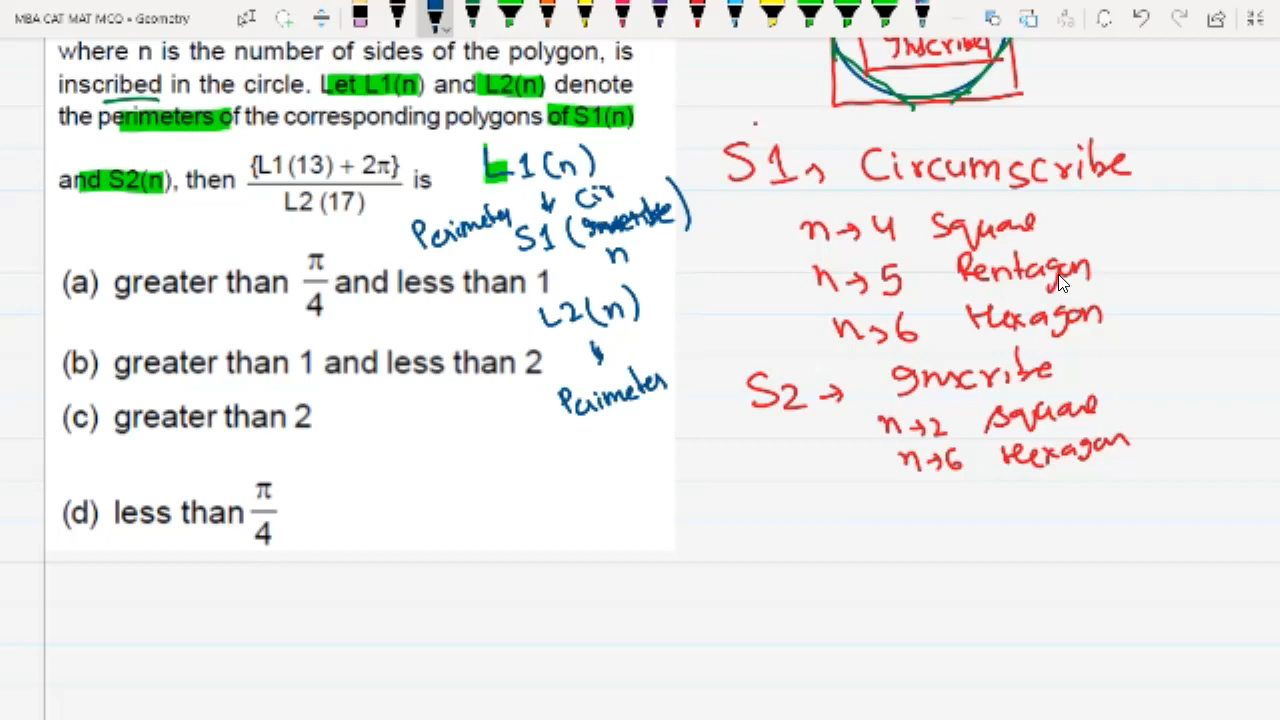 MBA CAT MAT MCQ = Geometry
where n is the number of sides of the polygon, is
inscribed in the circle. Let L1(n) and L2(n) denote
the perimeters of the corresponding polygons of S1(n)
and S2(n), then {L1(13) + 2π} / L2(17) is
(a) greater than π/4 and less than 1
(b) greater than 1 and less than 2
(c) greater than 2
(d) less than π/4
L1(n)
Perimeter
Cir
S1 (
)
n
L2(n)
Perimeter
Inscribe
S1 → Circumscribe
n → 4 Square
n → 5 Pentagon
n → 6 Hexagon
S2 → Inscribe
n → 2 Square
n → 6 Hexagon